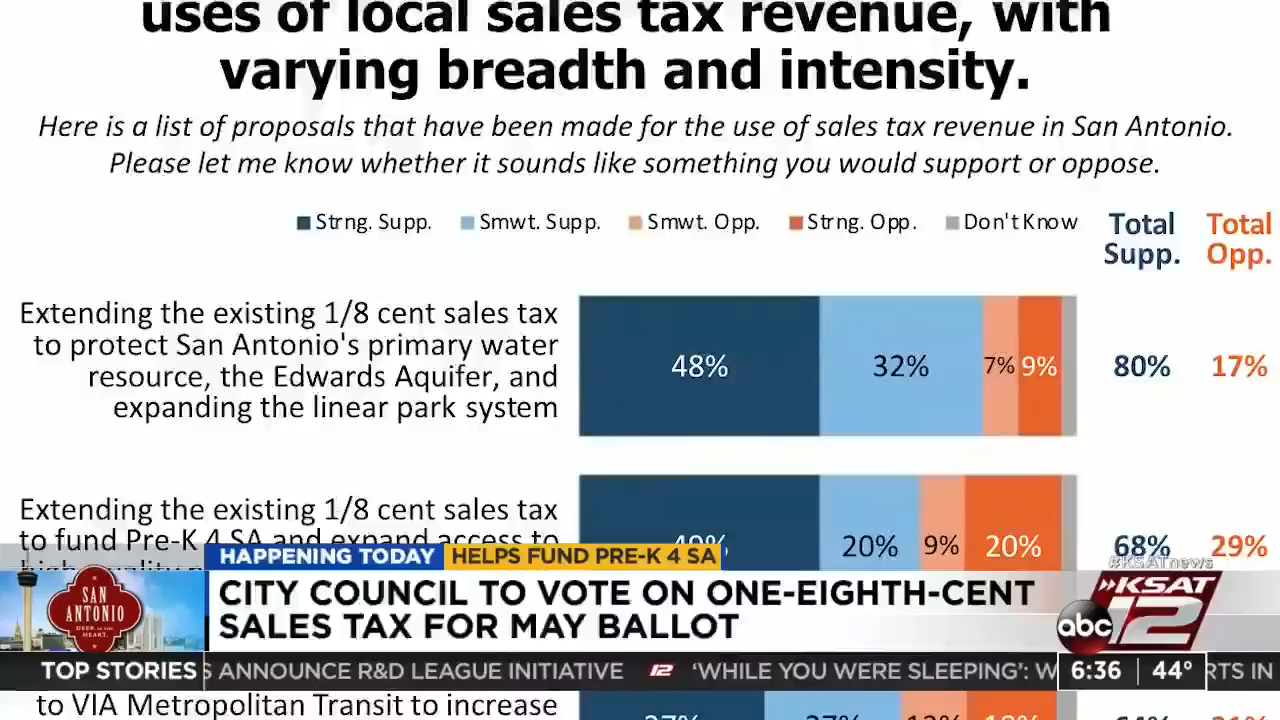 uses of local sales tax revenue, with
varying breadth and intensity.
Here is a list of proposals that have been made for the use of sales tax revenue in San Antonio.
Please let me know whether it sounds like something you would support or oppose.
Strng. Supp. Smwt. Supp. Smwt. Opp. Strng. Opp. Don't Know
Total Supp.
Total Opp.
Extending the existing 1/8 cent sales tax
to protect San Antonio's primary water
resource, the Edwards Aquifer, and
expanding the linear park system
48% 32% 7% 9% 80% 17%
Extending the existing 1/8 cent sales tax
to fund Pre-K 4 SA and expand access to
20% 9% 20% 68% 29%
HAPPENING TODAY HELPS FUND PRE-K 4 SA
#KSATnews
CITY COUNCIL TO VOTE ON ONE-EIGHTH-CENT
SALES TAX FOR MAY BALLOT
SAN
ANTONIO
DEEP IN THE
HEART.
KSAT
abc 12
TOP STORIES S ANNOUNCE R&D LEAGUE INITIATIVE 12 'WHILE YOU WERE SLEEPING': W 6:36 44° RTS IN
to VIA Metropolitan Transit to increase